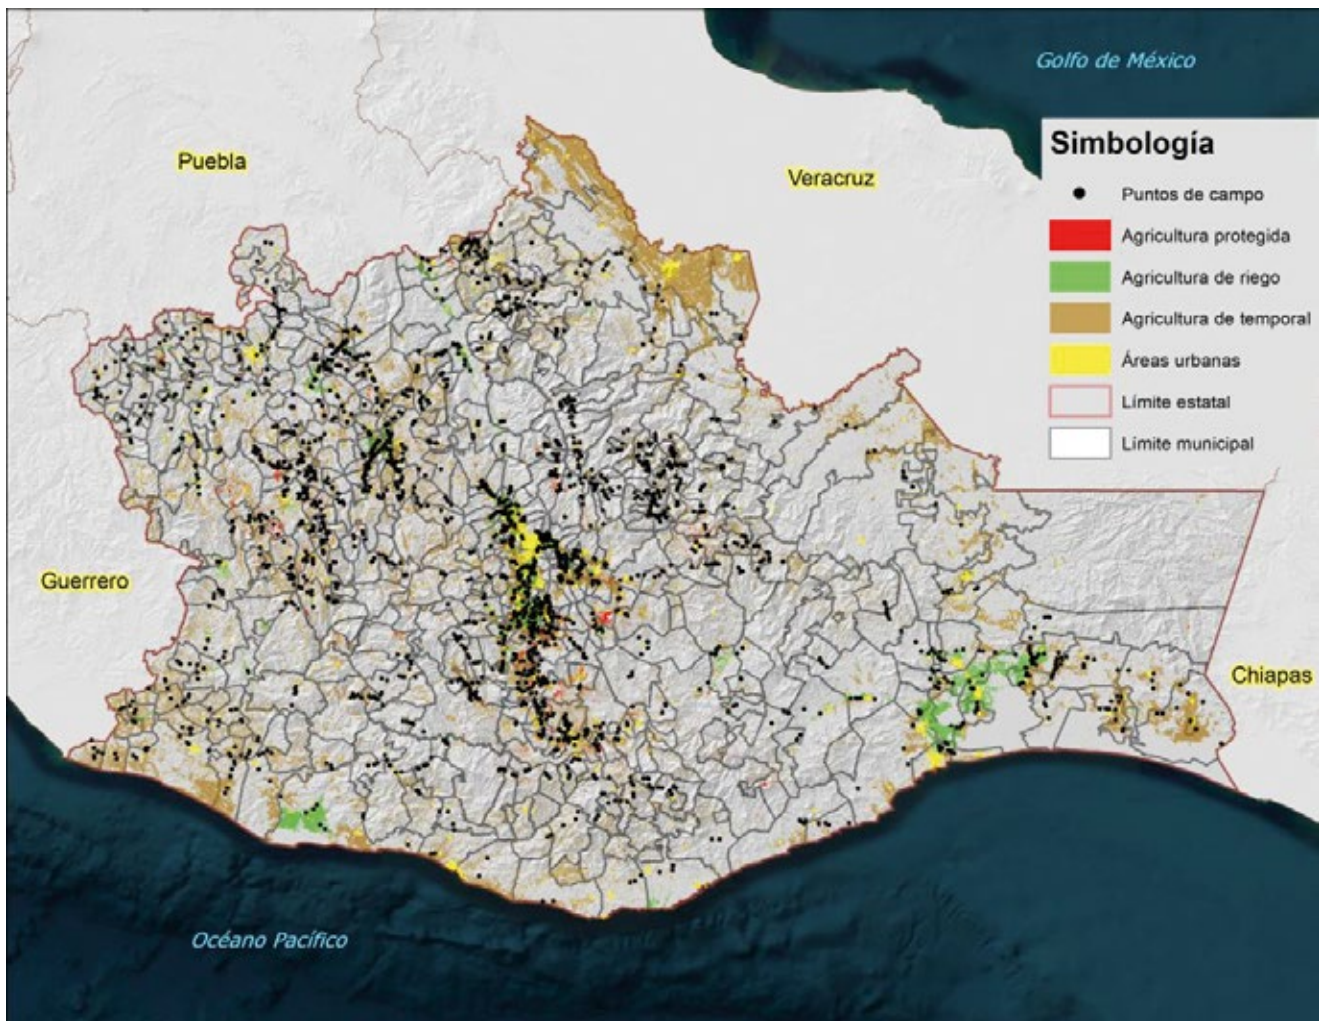 Golfo de México
Puebla
Veracruz
Simbología
Puntos de campo
Agricultura protegida
Agricultura de riego
Agricultura de temporal
Áreas urbanas
Límite estatal
Límite municipal
Guerrero
Chiapas
Océano Pacífico